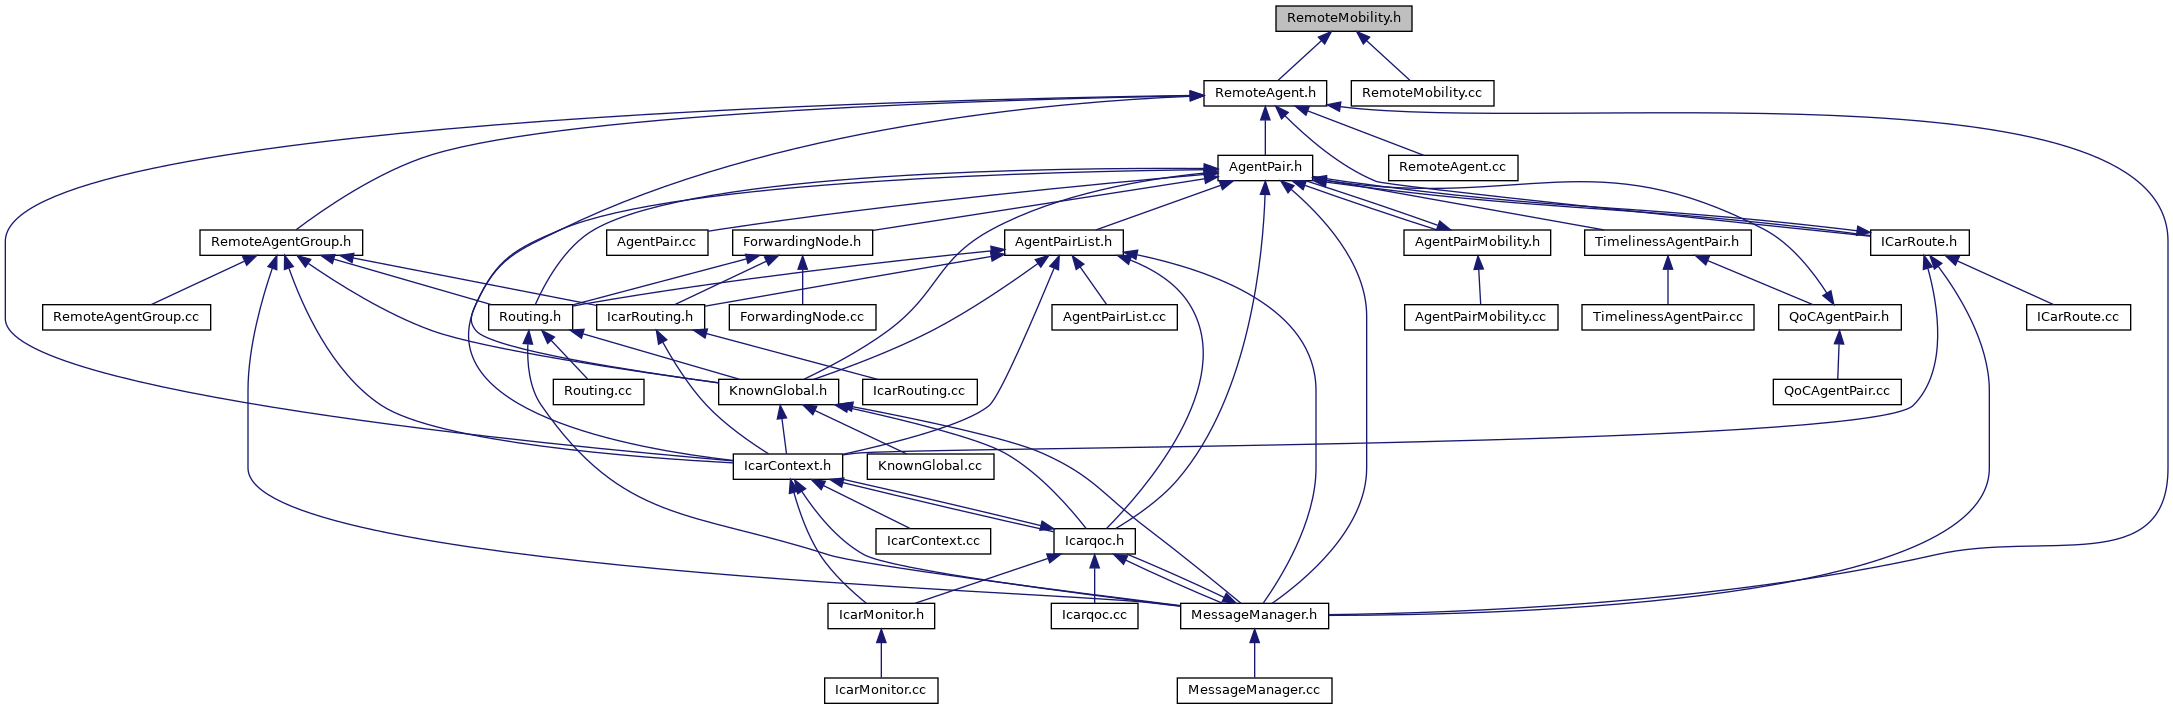 RemoteMobility.h
RemoteAgent.h
RemoteMobility.cc
AgentPair.h
RemoteAgent.cc
RemoteAgentGroup.h
AgentPair.cc
ForwardingNode.h
AgentPairList.h
AgentPairMobility.h
TimelinessAgentPair.h
ICarRoute.h
RemoteAgentGroup.cc
Routing.h
IcarRouting.h
ForwardingNode.cc
AgentPairList.cc
AgentPairMobility.cc
TimelinessAgentPair.cc
QoCAgentPair.h
ICarRoute.cc
Routing.cc
KnownGlobal.h
IcarRouting.cc
QoCAgentPair.cc
IcarContext.h
KnownGlobal.cc
IcarContext.cc
Icarqoc.h
IcarMonitor.h
Icarqoc.cc
MessageManager.h
IcarMonitor.cc
MessageManager.cc